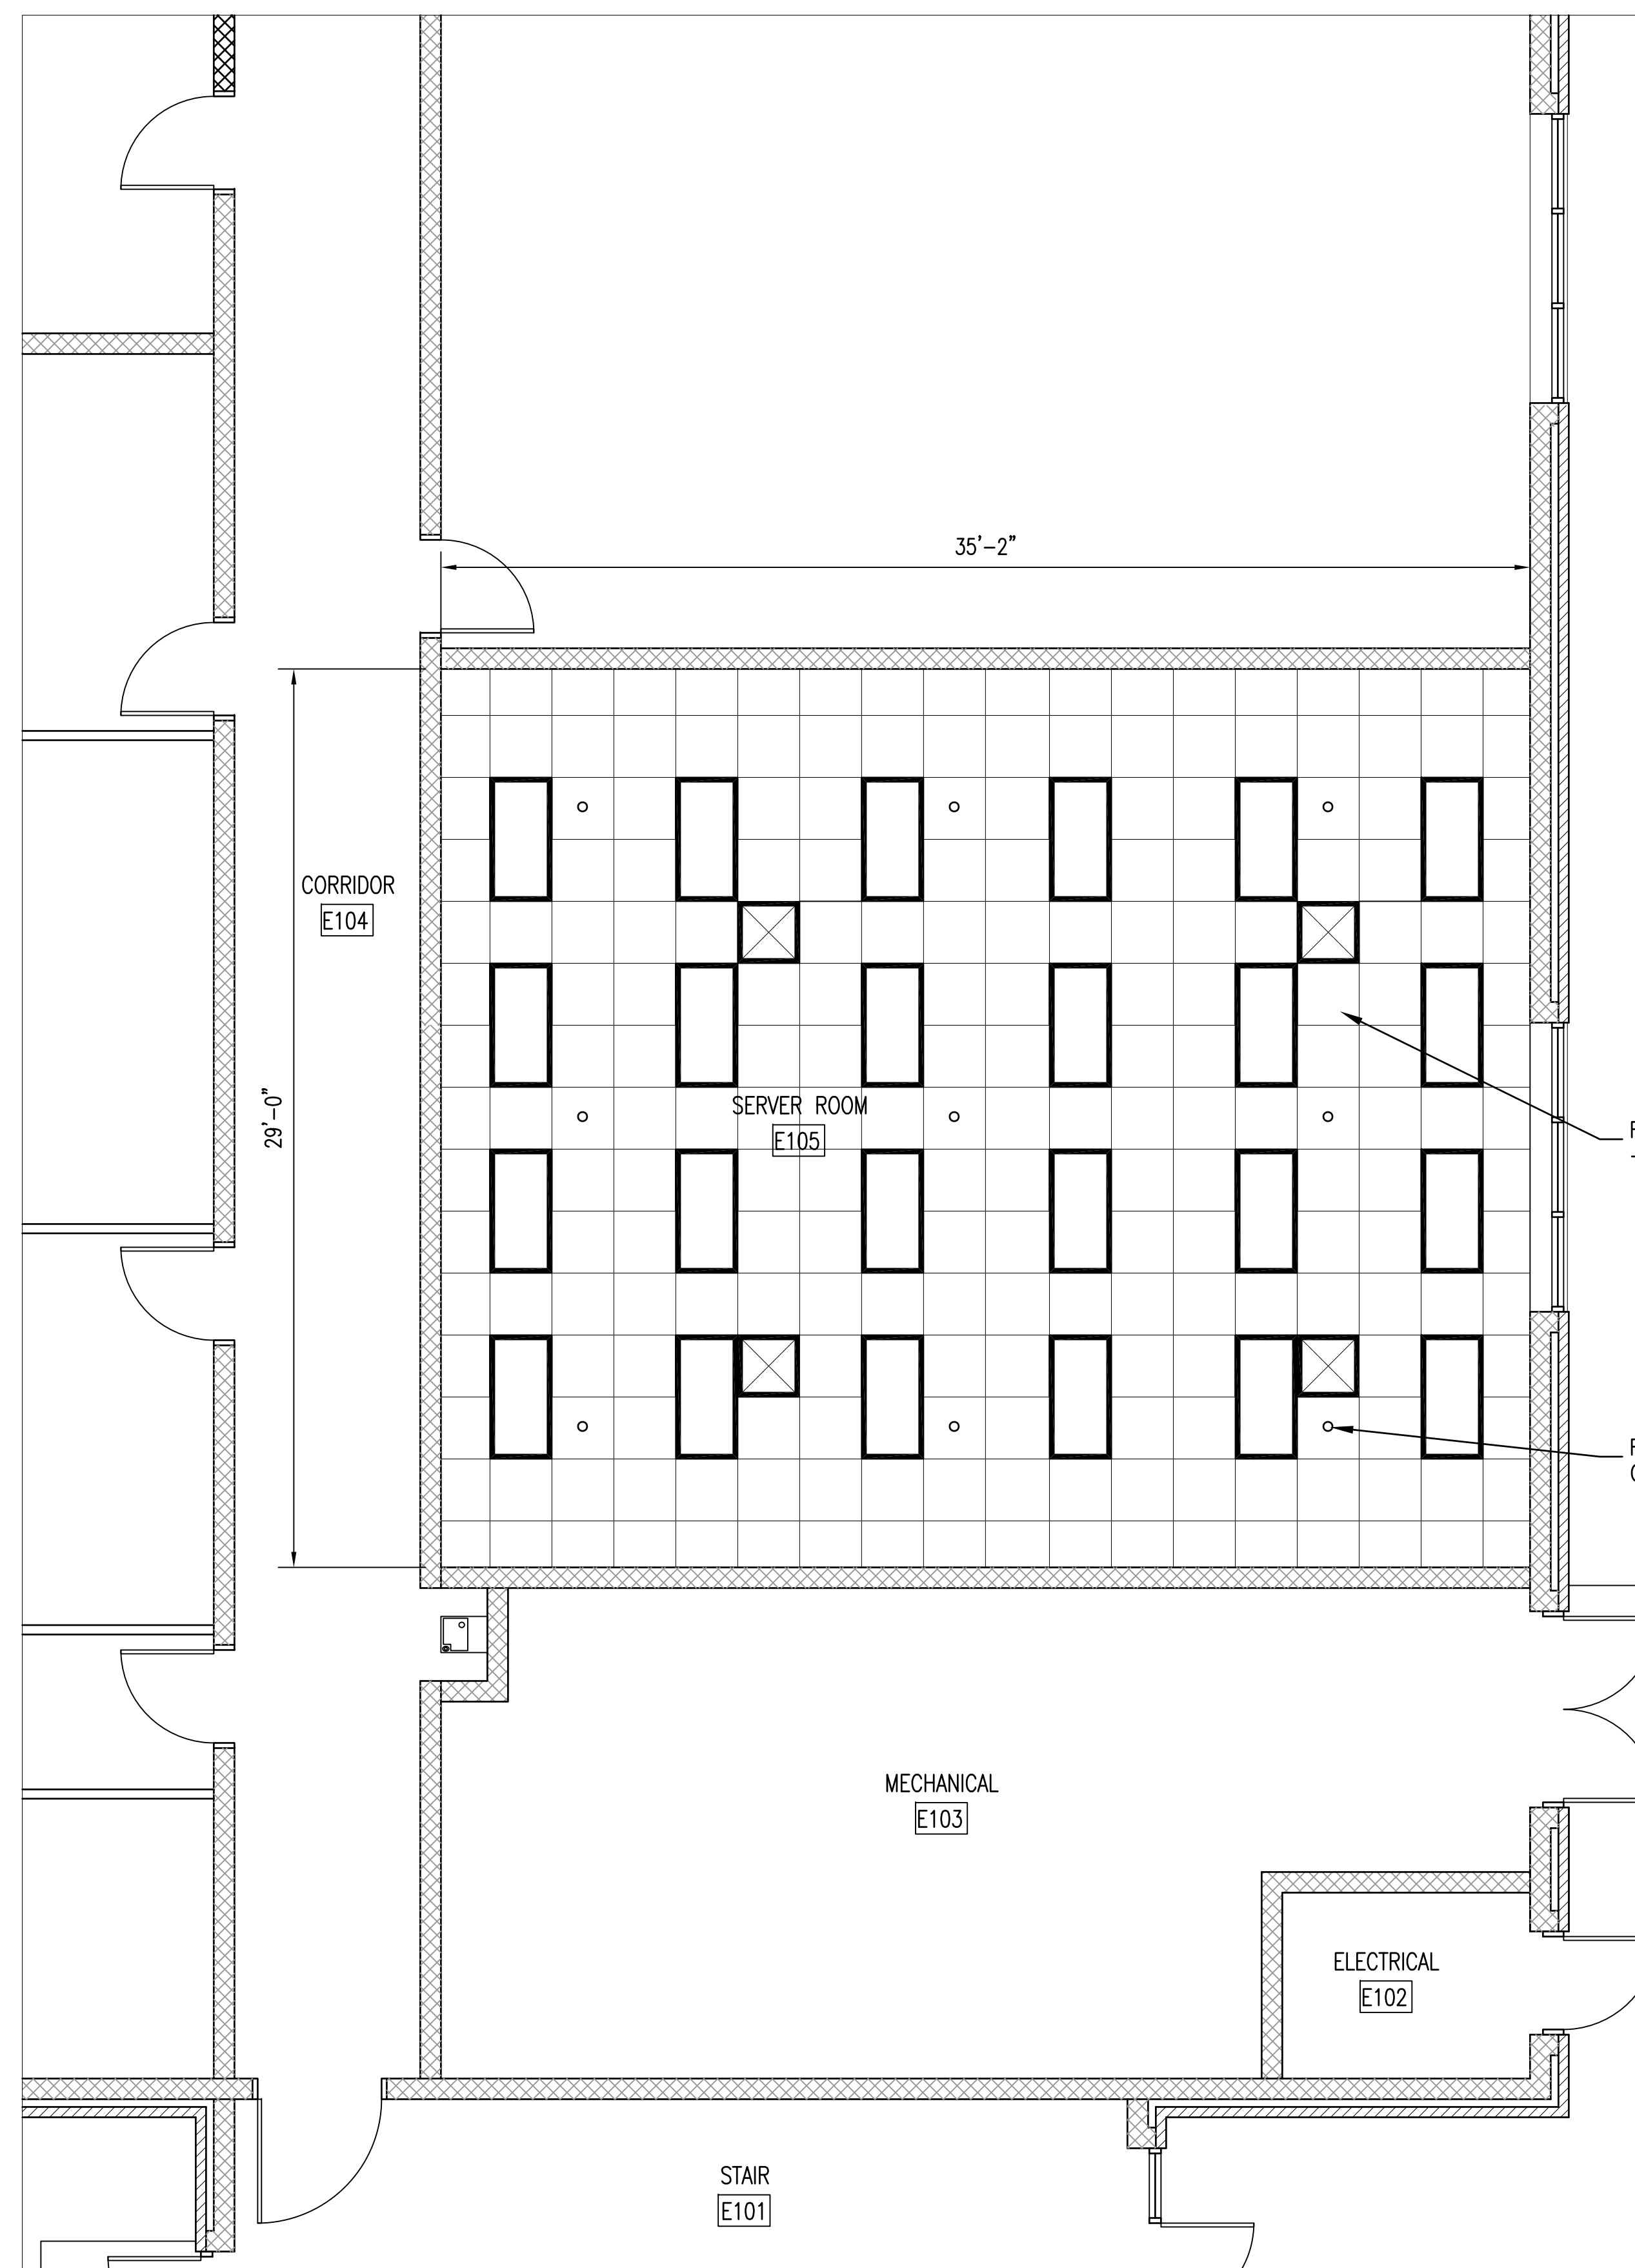 35'-2"
CORRIDOR
E104
29'-0"
SERVER ROOM
E105
MECHANICAL
E103
ELECTRICAL
E102
STAIR
E101